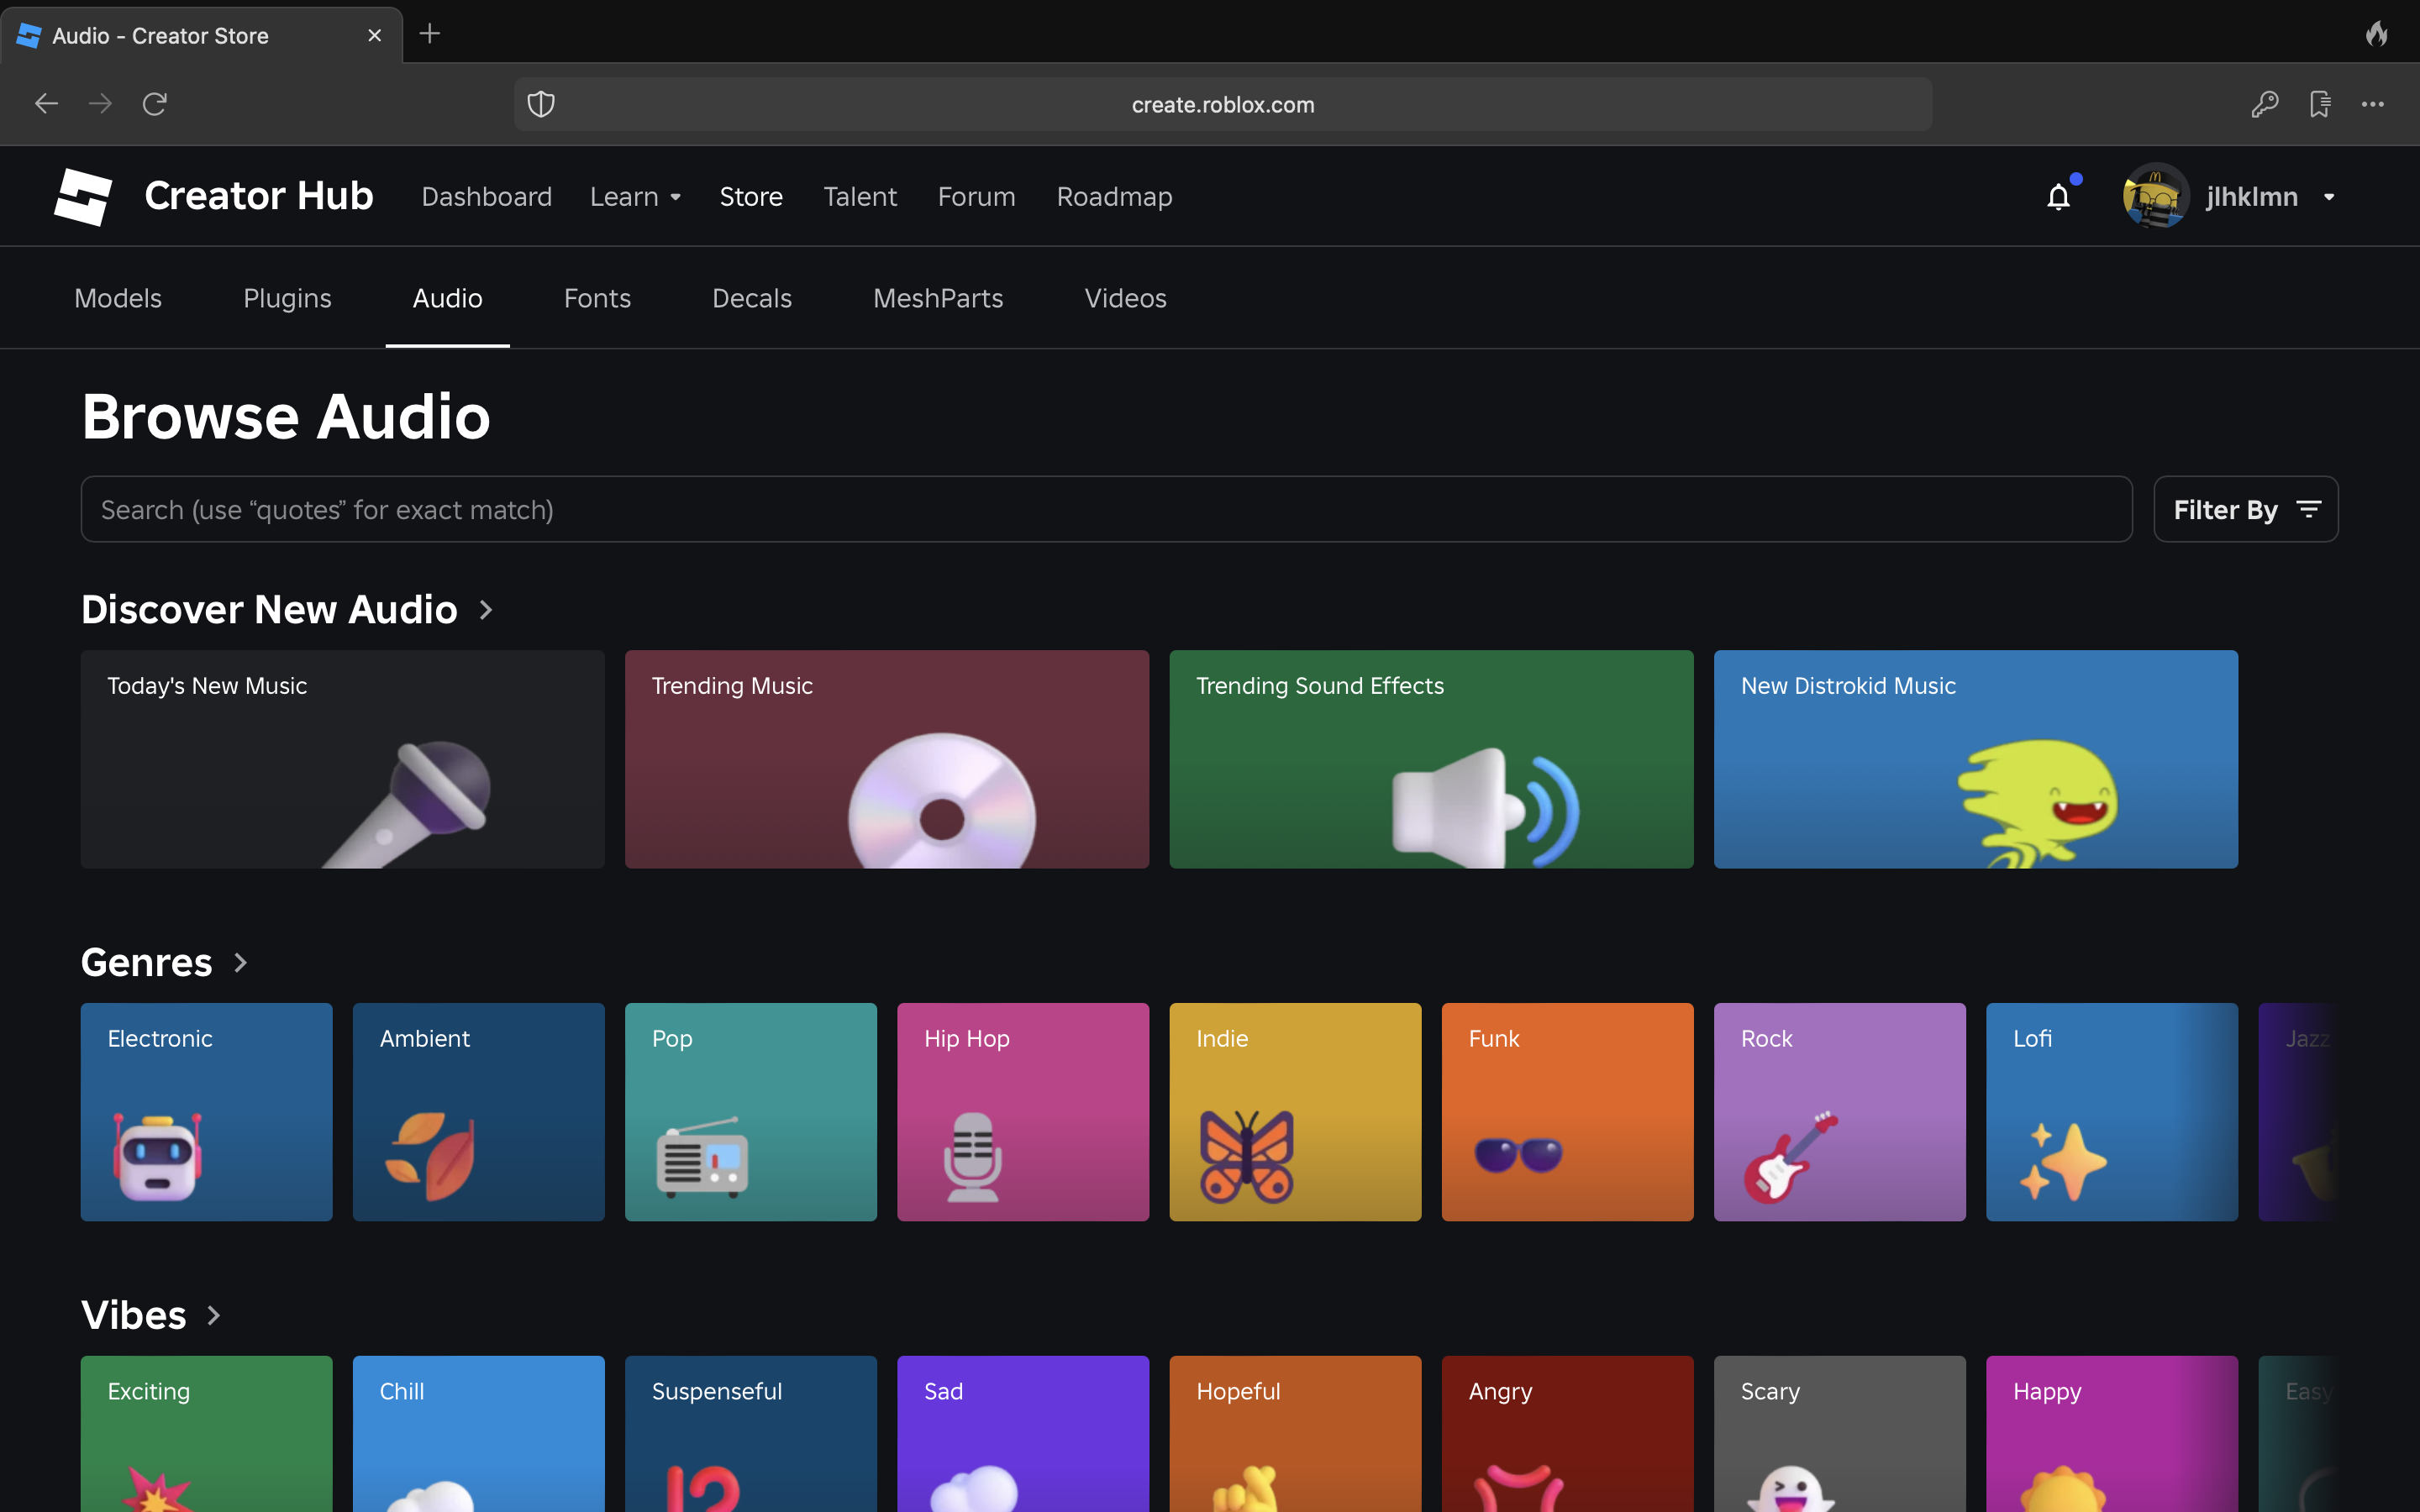 Audio - Creator Store
create.roblox.com
Creator Hub Dashboard Learn Store Talent Forum Roadmap jlhklmn
Models Plugins Audio Fonts Decals MeshParts Videos
Browse Audio
Search (use “quotes” for exact match) Filter By
Discover New Audio
Today's New Music Trending Music Trending Sound Effects New Distrokid Music
Genres
Electronic Ambient Pop Hip Hop Indie Funk Rock Lofi Jazz
Vibes
Exciting Chill Suspenseful Sad Hopeful Angry Scary Happy Easy